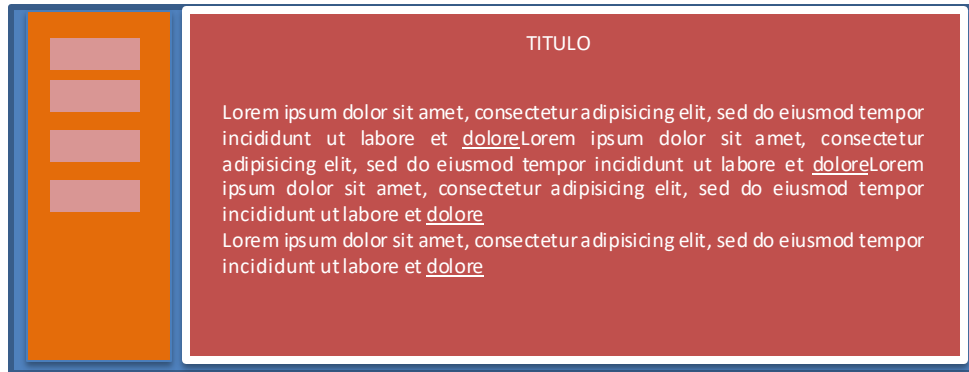 TITULO
Lorem ipsum dolor sit amet, consectetur adipisicing elit, sed do eiusmod tempor
incididunt ut labore et doloreLorem ipsum dolor sit amet, consectetur
adipisicing elit, sed do eiusmod tempor incididunt ut labore et doloreLorem
ipsum dolor sit amet, consectetur adipisicing elit, sed do eiusmod tempor
incididunt ut labore et dolore
Lorem ipsum dolor sit amet, consectetur adipisicing elit, sed do eiusmod tempor
incididunt ut labore et dolore